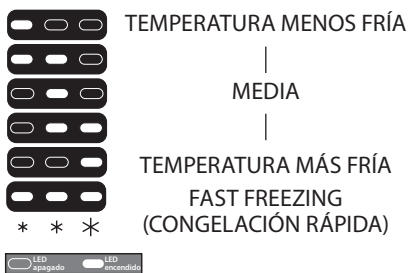 TEMPERATURA MENOS FRÍA
MEDIA
TEMPERATURA MÁS FRÍA
FAST FREEZING
(CONGELACIÓN RÁPIDA)
LED apagado LED encendido